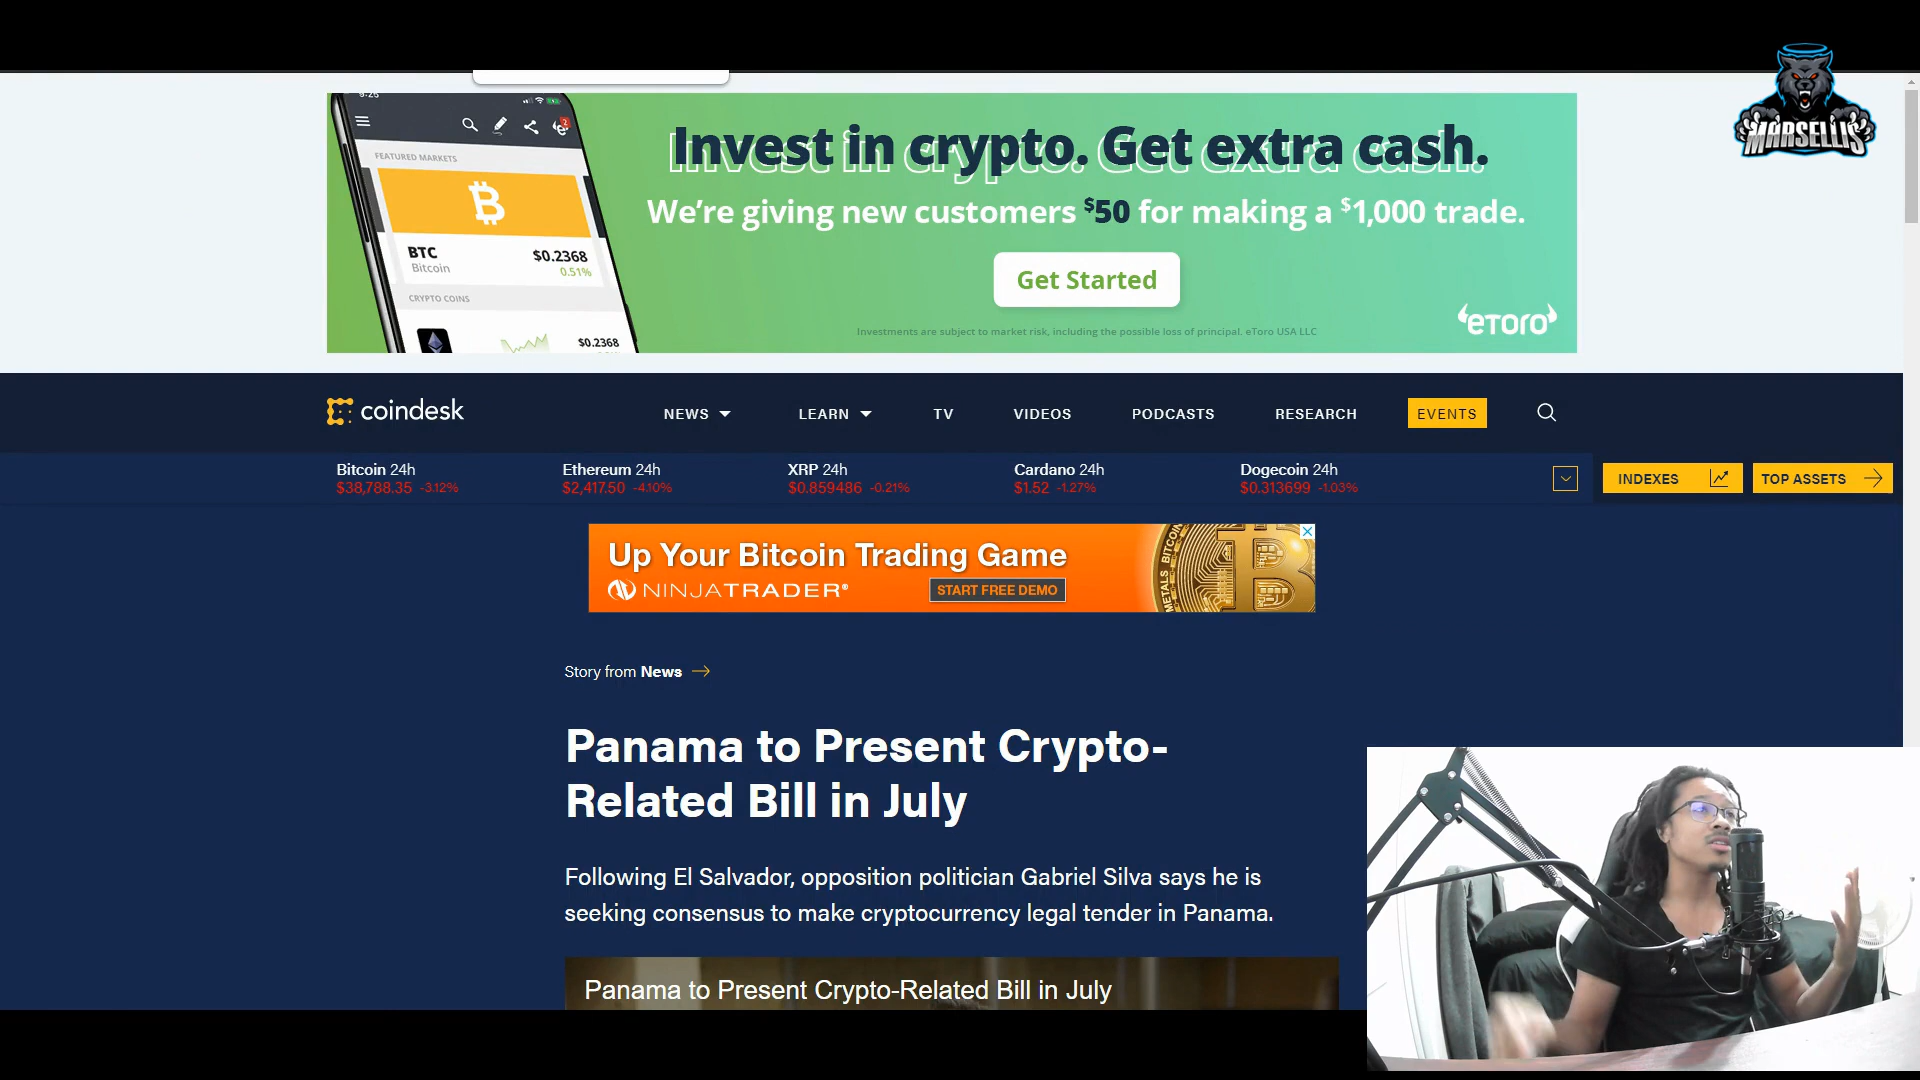 MARSELLIS
FEATURED MARKETS
BTC
Bitcoin
$0.2368
0.51%
CRYPTO COINS
$0.2368
Invest in crypto. Get extra cash.
We're giving new customers $50 for making a $1,000 trade.
Get Started
Investments are subject to market risk, including the possible loss of principal. eToro USA LLC
eToro
coindesk
NEWS
LEARN
TV
VIDEOS
PODCASTS
RESEARCH
EVENTS
Bitcoin 24h
$38,788.35 -3.12%
Ethereum 24h
$2,417.50 -4.10%
XRP 24h
$0.859486 -0.21%
Cardano 24h
$1.52 -1.27%
Dogecoin 24h
$0.313699 -1.03%
INDEXES
TOP ASSETS
Up Your Bitcoin Trading Game
NINJATRADER®
START FREE DEMO
METALS BITCOIN
Story from News
Panama to Present Crypto-
Related Bill in July
Following El Salvador, opposition politician Gabriel Silva says he is
seeking consensus to make cryptocurrency legal tender in Panama.
Panama to Present Crypto-Related Bill in July